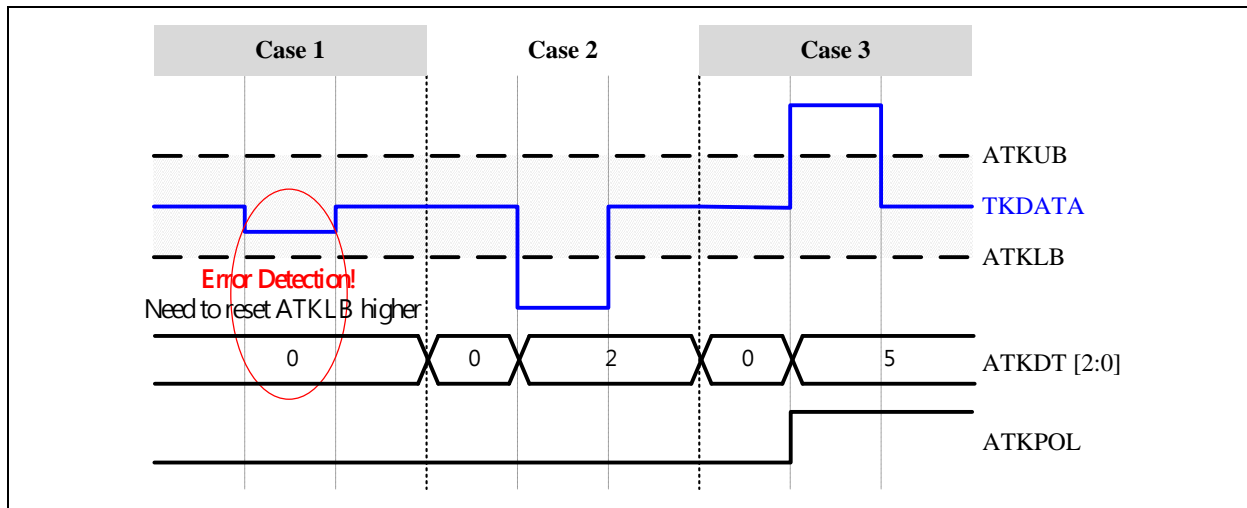 Case 1
Case 2
Case 3
ATKUB
TKDATA
ATKLB
Error Detection!
Need to reset ATKLB higher
0
0
2
0
5
ATKDT [2:0]
ATKPOL